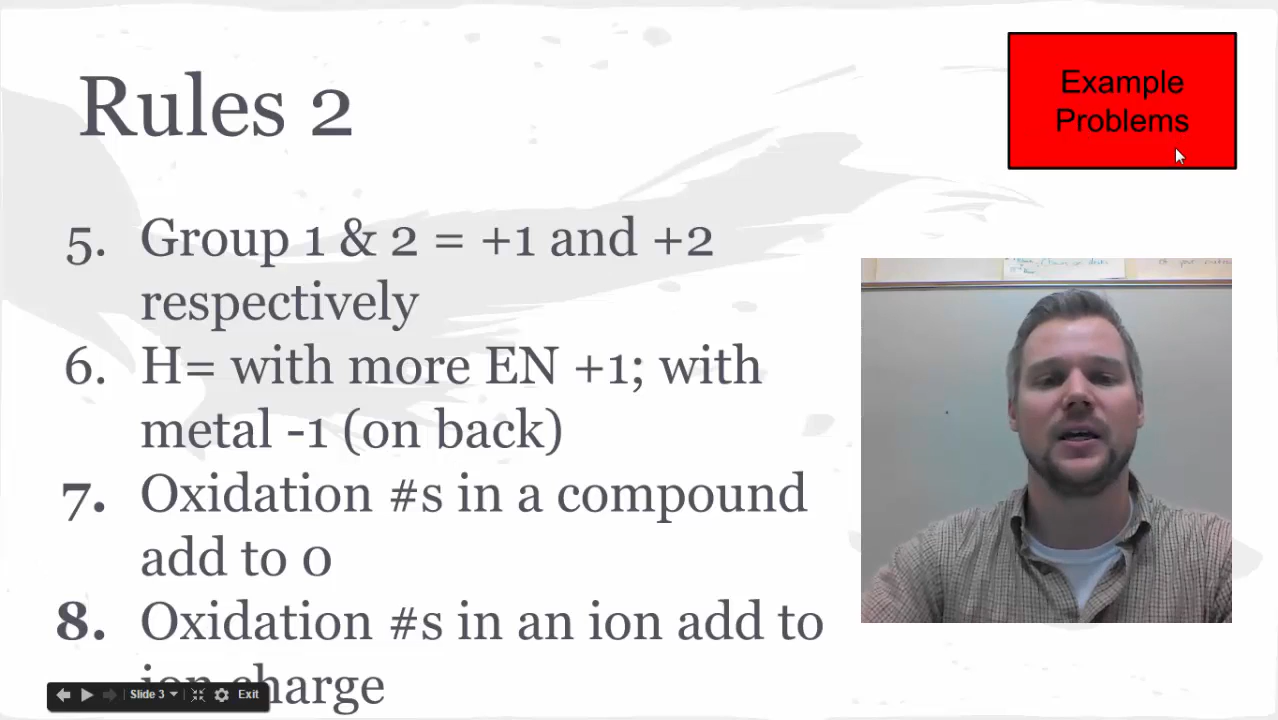 Rules 2
Example
Problems
5. Group 1 & 2 = +1 and +2
respectively
6. H= with more EN +1; with
metal -1 (on back)
7. Oxidation #s in a compound
add to 0
8. Oxidation #s in an ion add to
ion charge
Slide 3
Exit